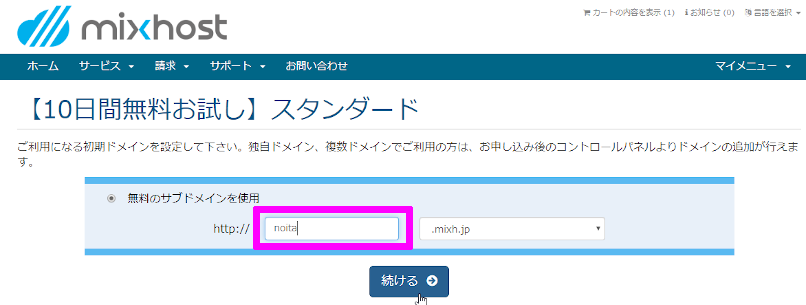 mixhost
カートの内容を表示 (1) お知らせ (0) 言語を選択
ホーム サービス 請求 サポート お問い合わせ マイメニュー
【10日間無料お試し】スタンダード
ご利用になる初期ドメインを設定して下さい。独自ドメイン、複数ドメインでご利用の方は、お申し込み後のコントロールパネルよりドメインの追加が行えま
す。
無料のサブドメインを使用
http:// noita .mixh.jp
続ける